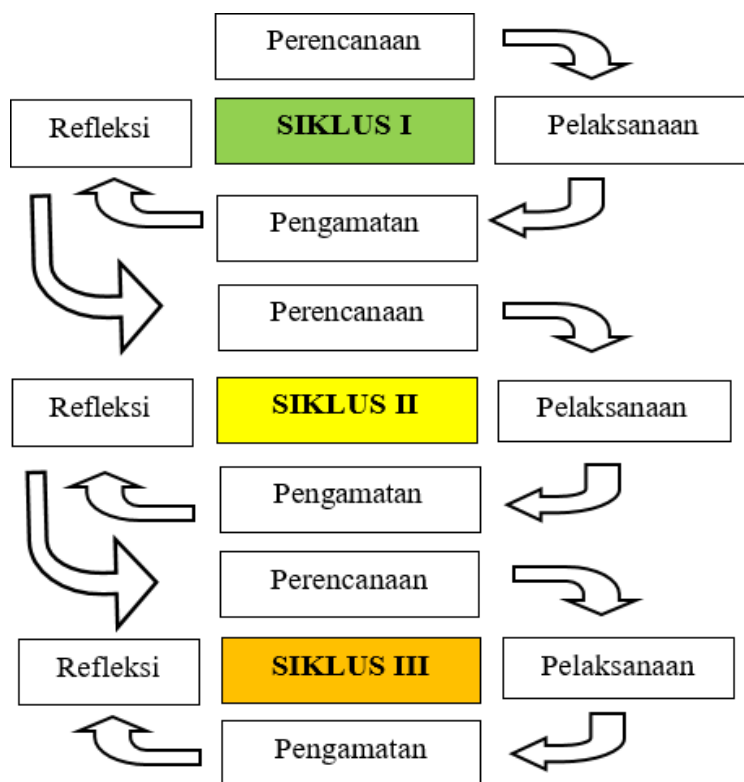 Perencanaan
Refleksi
SIKLUS I
Pelaksanaan
Pengamatan
Perencanaan
Refleksi
SIKLUS II
Pelaksanaan
Pengamatan
Perencanaan
Refleksi
SIKLUS III
Pelaksanaan
Pengamatan